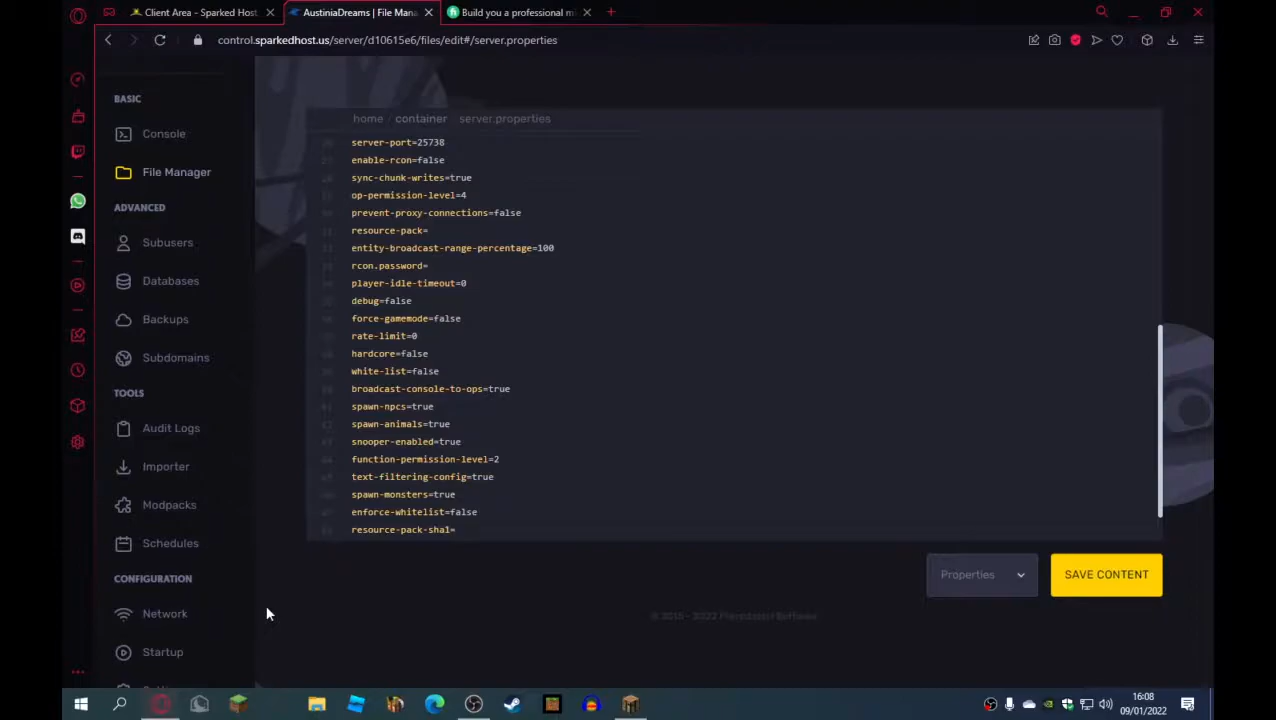 Client Area - Sparked Host
AustiniaDreams | File Mana
Build you a professional mi
control.sparkedhost.us/server/d10615e6/files/edit#/server.properties
BASIC
Console
File Manager
ADVANCED
Subusers
Databases
Backups
Subdomains
TOOLS
Audit Logs
Importer
Modpacks
Schedules
CONFIGURATION
Network
Startup
home / container / server.properties
server-port=25738
enable-rcon=false
sync-chunk-writes=true
op-permission-level=4
prevent-proxy-connections=false
resource-pack=
entity-broadcast-range-percentage=100
rcon.password=
player-idle-timeout=0
debug=false
force-gamemode=false
rate-limit=0
hardcore=false
white-list=false
broadcast-console-to-ops=true
spawn-npcs=true
spawn-animals=true
snooper-enabled=true
function-permission-level=2
text-filtering-config=true
spawn-monsters=true
enforce-whitelist=false
resource-pack-sha1=
Properties
SAVE CONTENT
© 2015 - 2022
16:08
09/01/2022